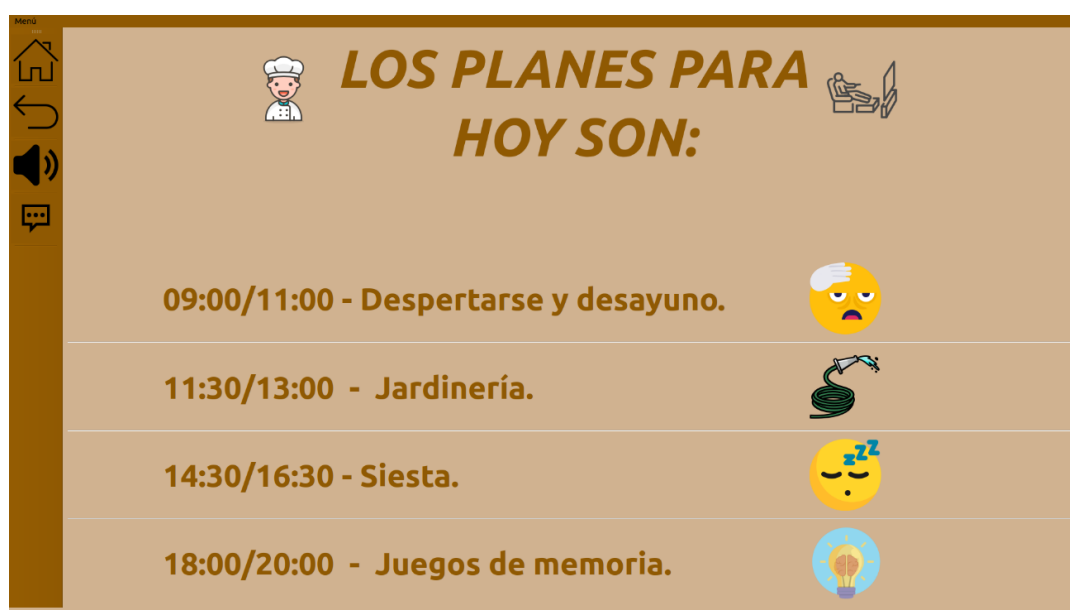 Menú
LOS PLANES PARA
HOY SON:
09:00/11:00 - Despertarse y desayuno.
11:30/13:00 - Jardinería.
14:30/16:30 - Siesta.
18:00/20:00 - Juegos de memoria.